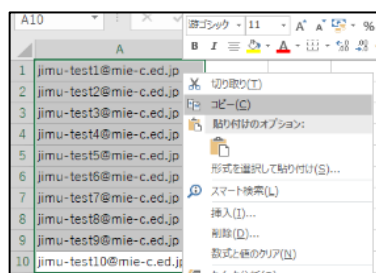 A10
游ゴシック 11 A A %
B I A
A
1 jimu-test1@mie-c.ed.jp
2 jimu-test2@mie-c.ed.jp
3 jimu-test3@mie-c.ed.jp
4 jimu-test4@mie-c.ed.jp
5 jimu-test5@mie-c.ed.jp
6 jimu-test6@mie-c.ed.jp
7 jimu-test7@mie-c.ed.jp
8 jimu-test8@mie-c.ed.jp
9 jimu-test9@mie-c.ed.jp
10 jimu-test10@mie-c.ed.jp
切り取り(T)
コピー(C)
貼り付けのオプション:
形式を選択して貼り付け(S)...
スマート検索(L)
挿入(I)...
削除(D)...
数式と値のクリア(N)